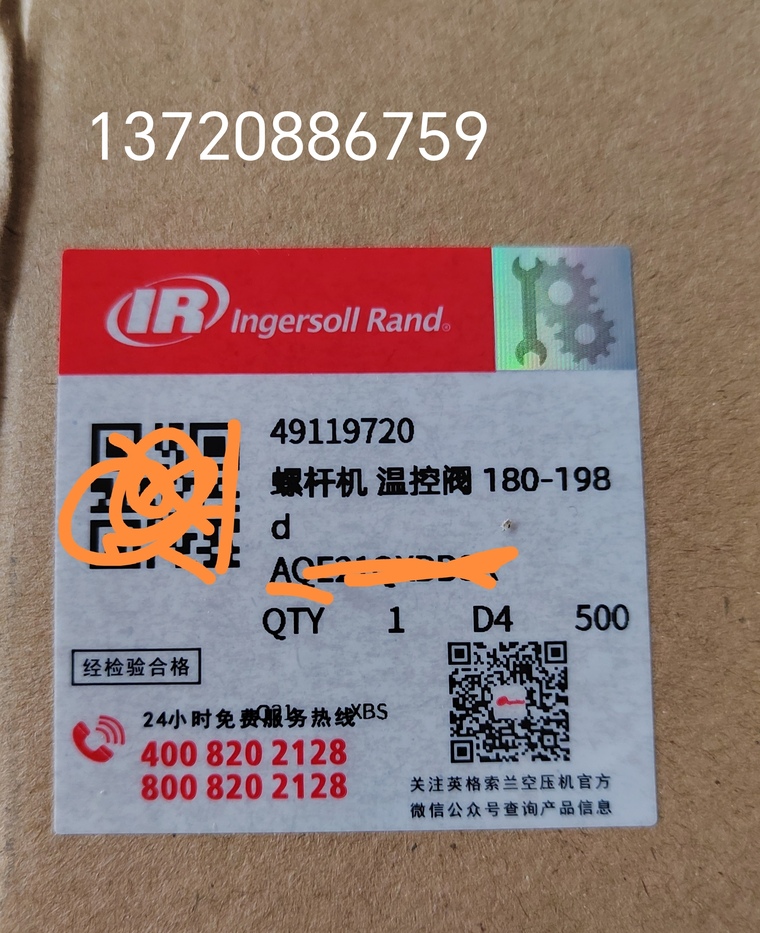 13720886759
IR Ingersoll Rand®
49119720
螺杆机 温控阀 180-198
d
QTY 1 D4 500
经检验合格
24小时免费服务热线
XBS
400 820 2128
800 820 2128
关注英格索兰空压机官方
微信公众号查询产品信息